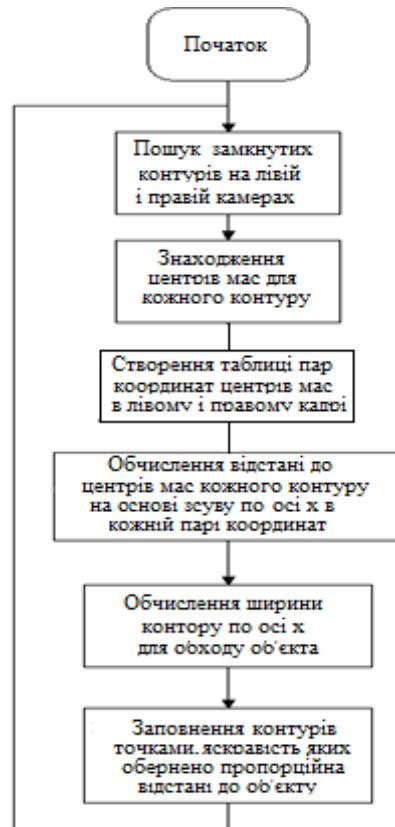 Початок
Пошук замкнутих
контурів на лівій
і правій камерах
Знаходження
центрів мас для
кожного контуру
Створення таблиці пар
координат центрів мас
в лівому і правому кадрі
Обчислення відстані до
центрів мас кожного контуру
на основі зсуву по осі х в
кожній парі координат
Обчислення ширини
контору по осі х
для обходу об'єкта
Заповнення контурів
точками, яскравість яких
обернено пропорційна
відстані до об'єкту